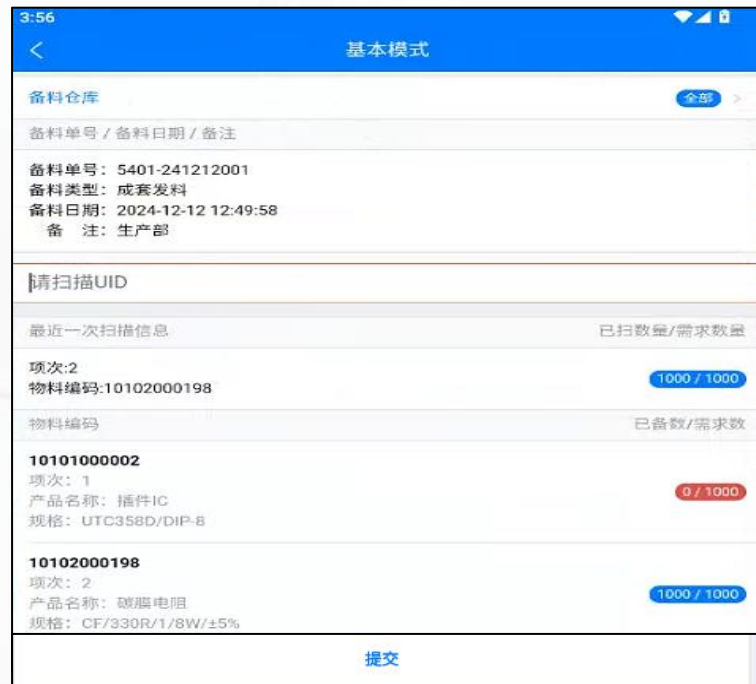 3:56
基本模式
备料仓库 全部
备料单号 / 备料日期 / 备注
备料单号: 5401-241212001
备料类型: 成套发料
备料日期: 2024-12-12 12:49:58
备 注: 生产部
请扫描UID
最近一次扫描信息 已扫数量/需求数量
项次:2
物料编码:10102000198 1000 / 1000
物料编码 已备数/需求数
10101000002
项次: 1
产品名称: 插件IC 0 / 1000
规格: UTC358D/DIP-8
10102000198
项次: 2
产品名称: 碳膜电阻 1000 / 1000
规格: CF/330R/1/8W/±5%
提交